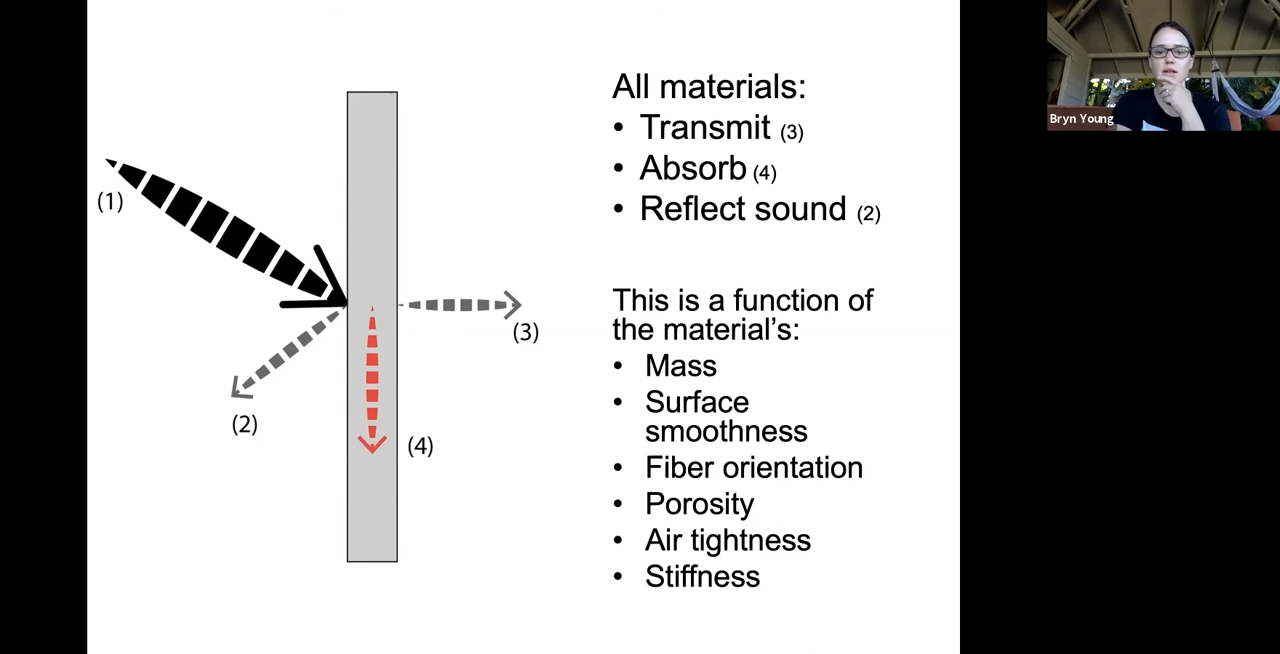 All materials:
• Transmit (3)
• Absorb (4)
• Reflect sound (2)
This is a function of
the material's:
• Mass
• Surface
smoothness
• Fiber orientation
• Porosity
• Air tightness
• Stiffness
(1)
(2)
(3)
(4)
Bryn Young